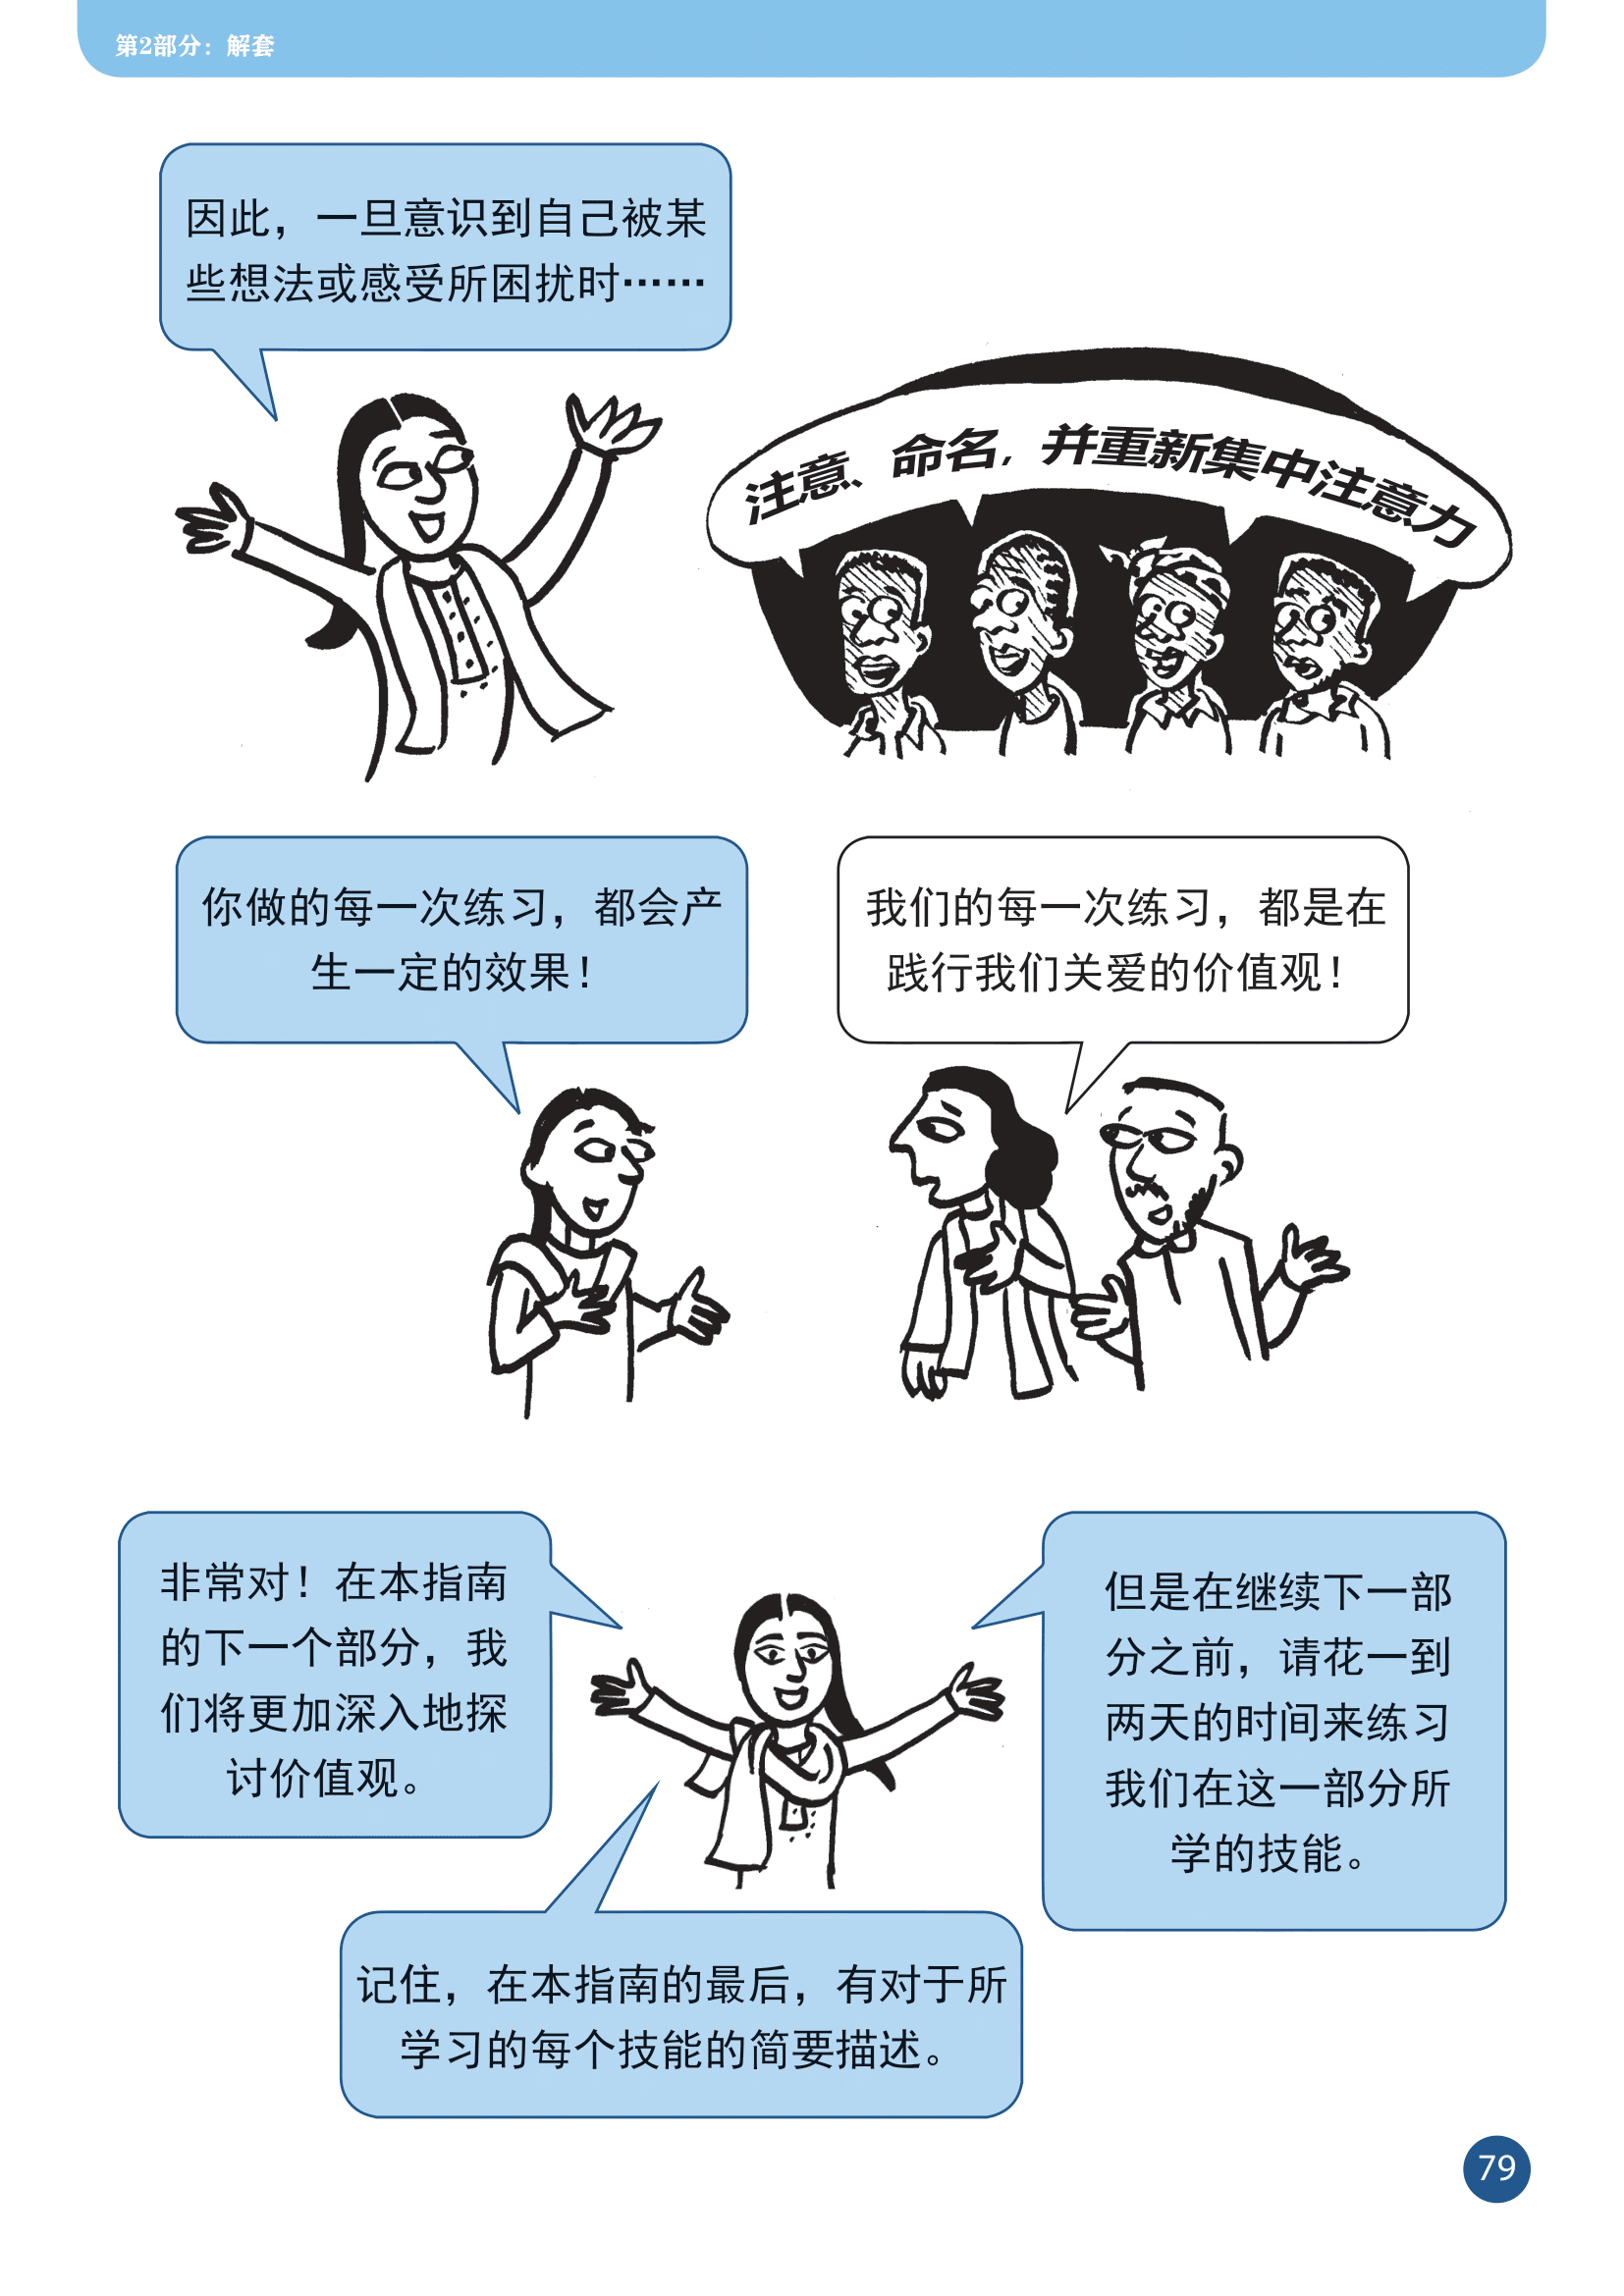 第2部分：解套
因此，一旦意识到自己被某
些想法或感受所困扰时……
注意、命名，并重新集中注意力
你做的每一次练习，都会产
生一定的效果！
我们的每一次练习，都是在
践行我们关爱的价值观！
非常对！在本指南
的下一个部分，我
们将更加深入地探
讨价值观。
但是在继续下一部
分之前，请花一到
两天的时间来练习
我们在这一部分所
学的技能。
记住，在本指南的最后，有对于所
学习的每个技能的简要描述。
79